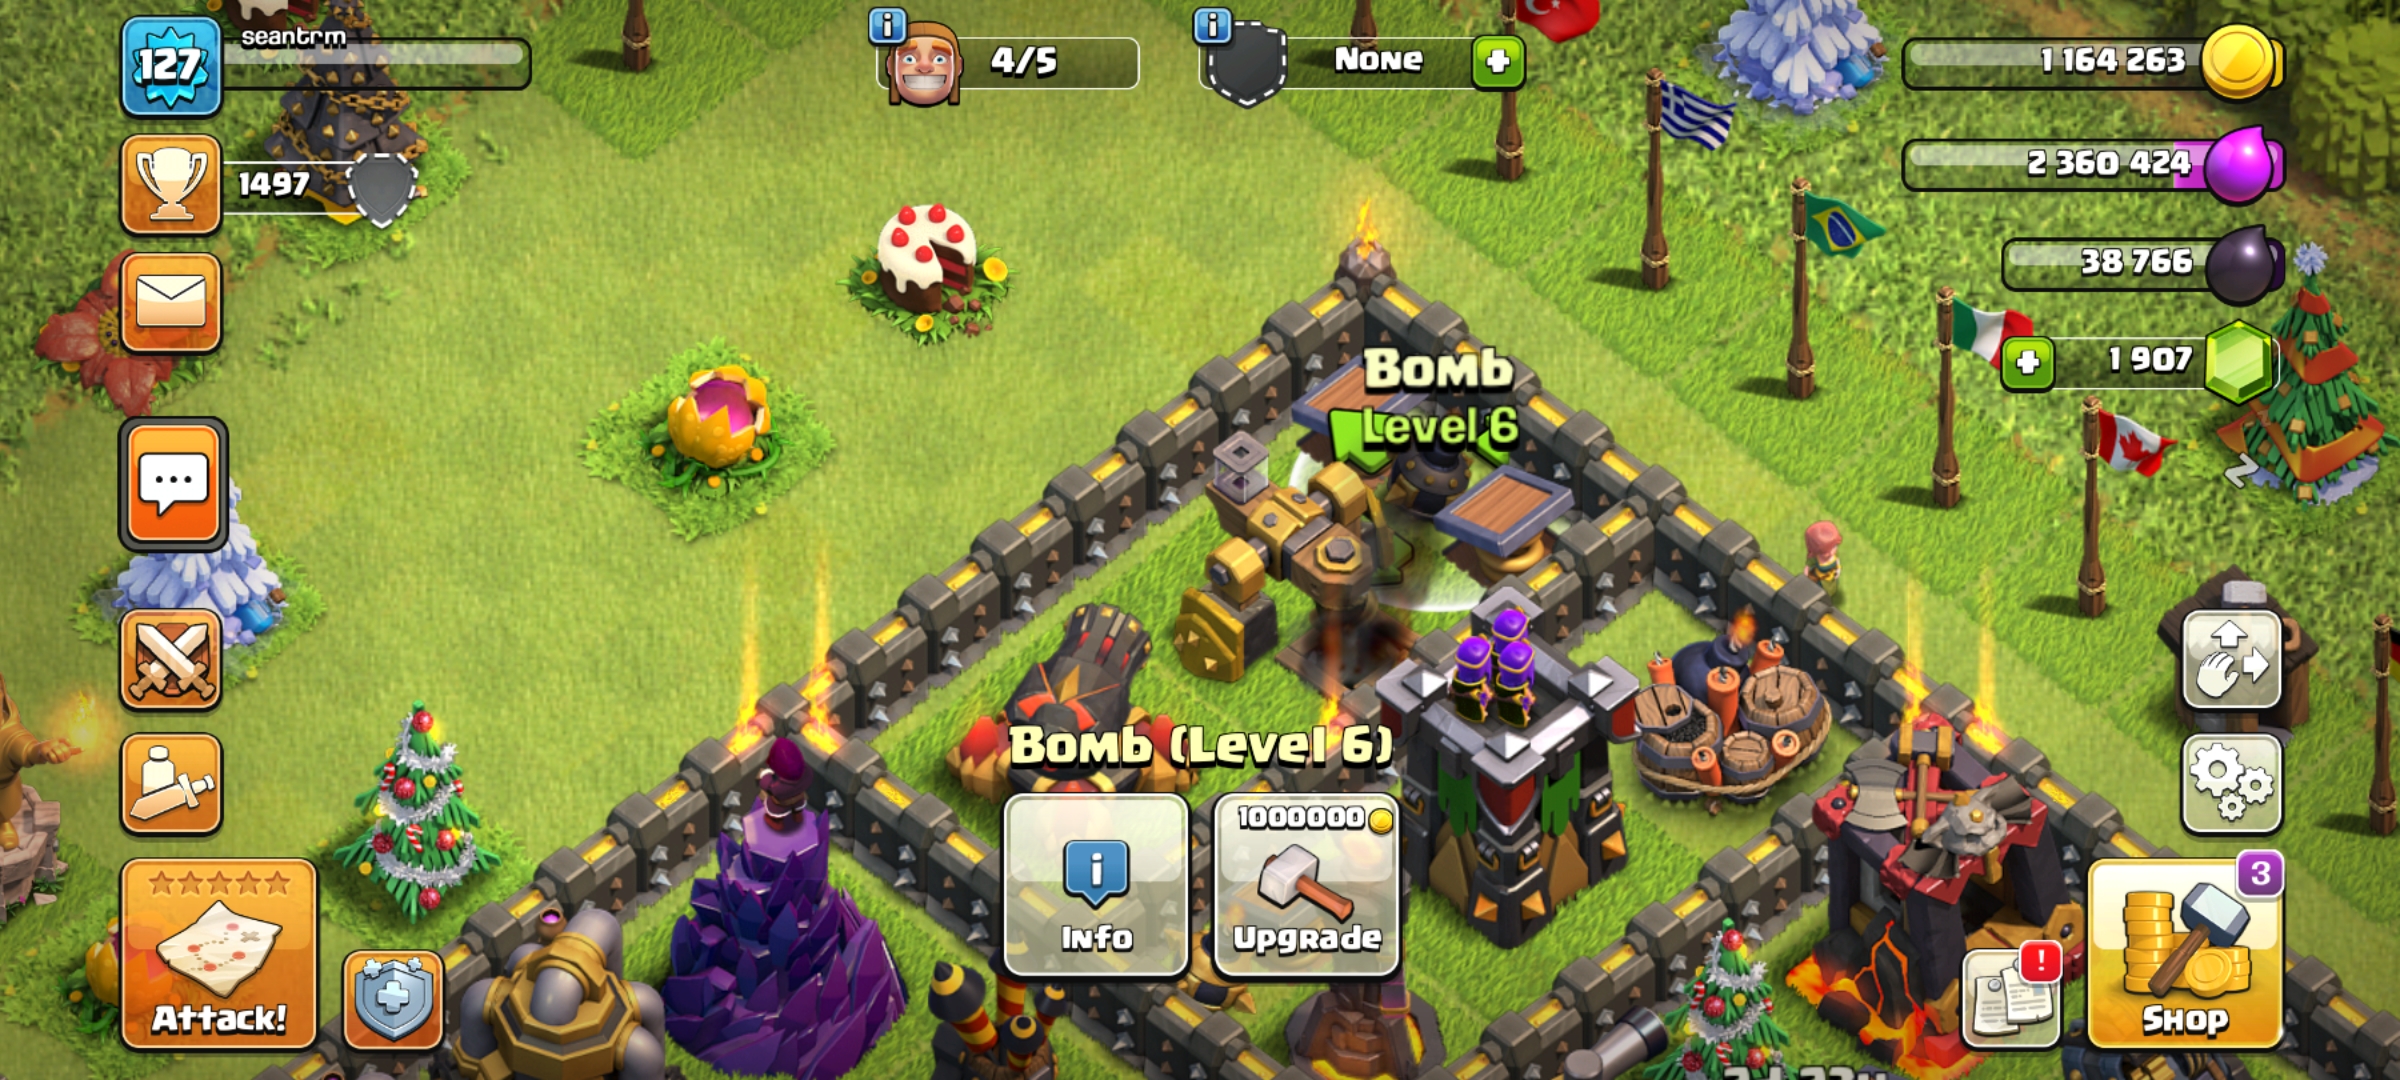 seantrm
127
4/5
None
1 164 263
1497
2 360 424
38 766
1 907
Bomb
Level 6
Bomb (Level 6)
1000000
Info
Upgrade
Attack!
3
!
Shop